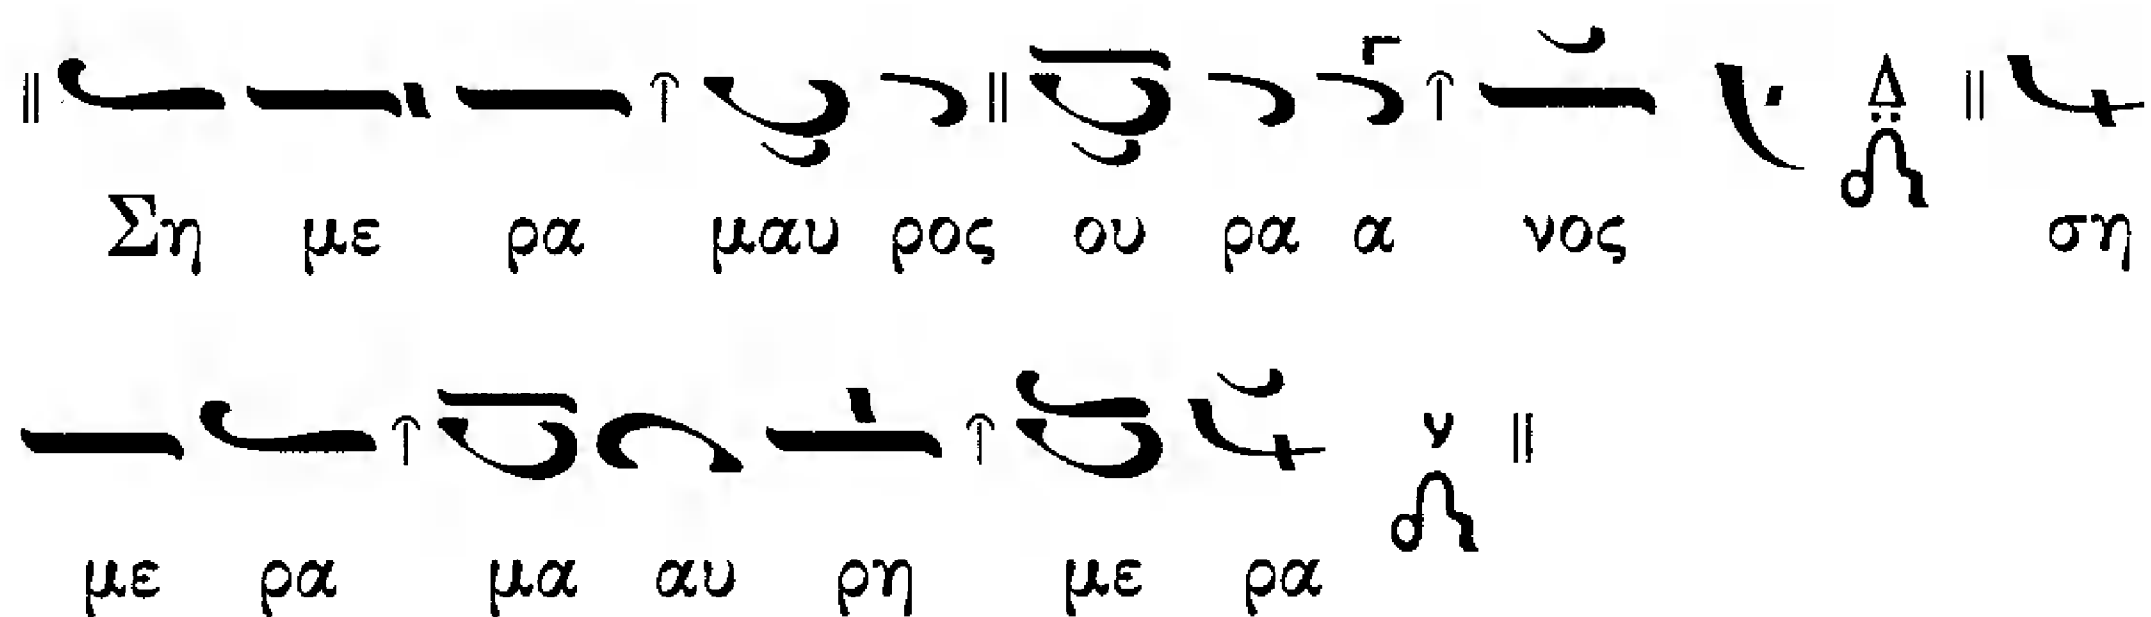 Ση με ρα μαυ ρος ου ρα α νος Δ ση
με ρα μα αυ ρη με ρα ν